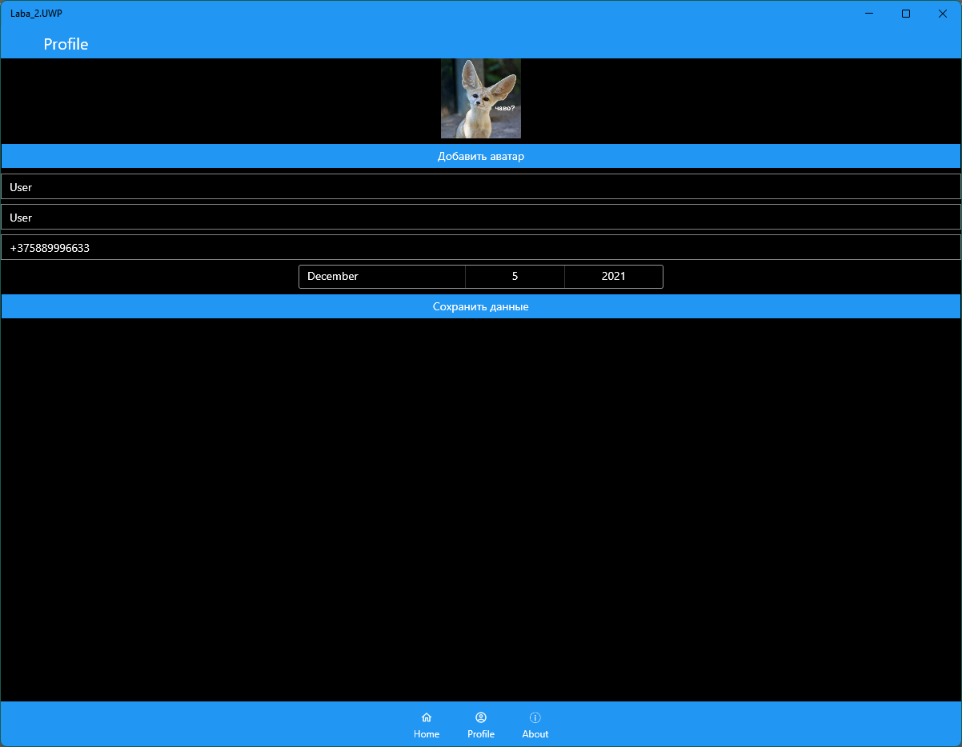 Laba_2.UWP
Profile
чаво?
Добавить аватар
User
User
+375889996633
December 5 2021
Сохранить данные
Home Profile About